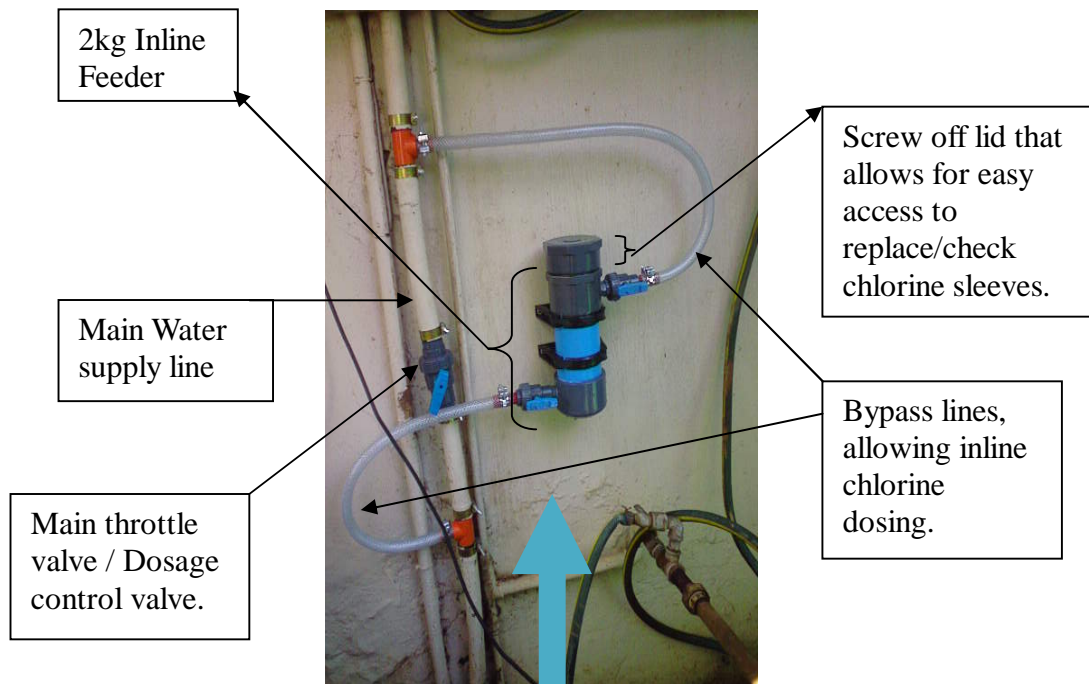 2kg Inline
Feeder
Main Water
supply line
Main throttle
valve / Dosage
control valve.
Screw off lid that
allows for easy
access to
replace/check
chlorine sleeves.
Bypass lines,
allowing inline
chlorine
dosing.